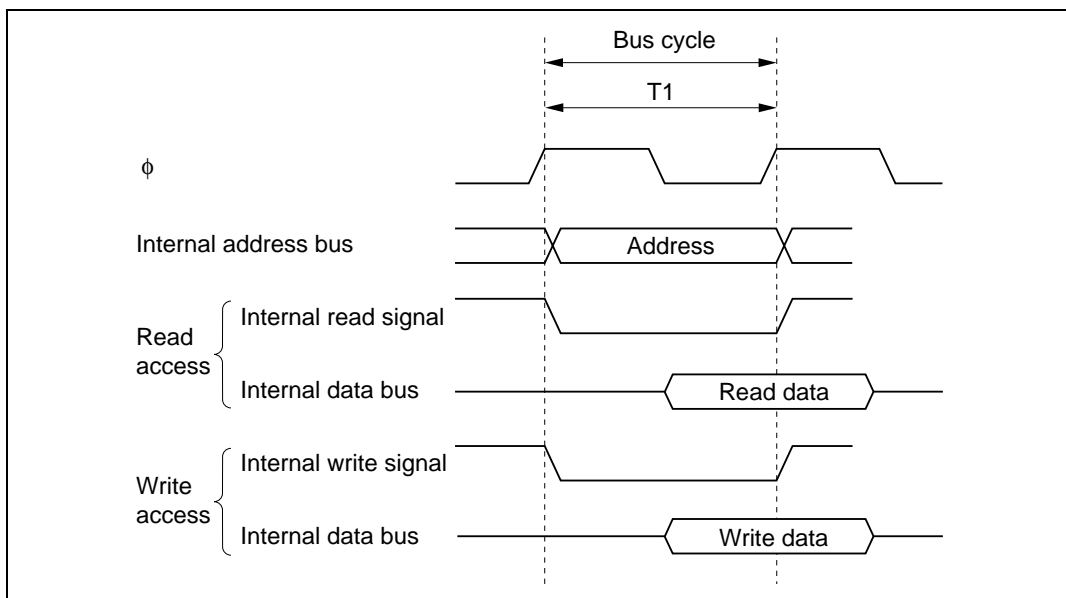 Bus cycle
T1
ϕ
Internal address bus
Address
Read
access
Internal read signal
Internal data bus
Read data
Write
access
Internal write signal
Internal data bus
Write data